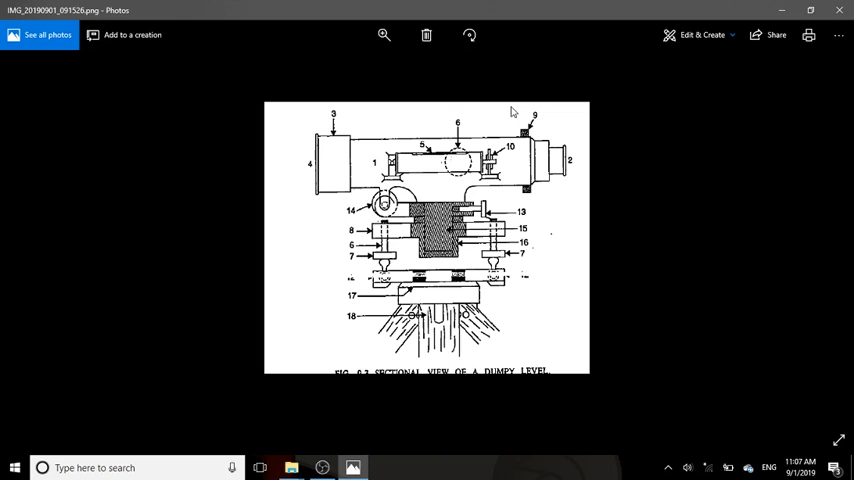 IMG_20190901_091526.png - Photos
See all photos
Add to a creation
Edit & Create
Share
3
6
9
5
10
4
1
2
14
13
8
15
6
16
7
7
17
18
SECTIONAL VIEW OF A DUMPY LEVEL.
Type here to search
ENG
11:07 AM
9/1/2019
3